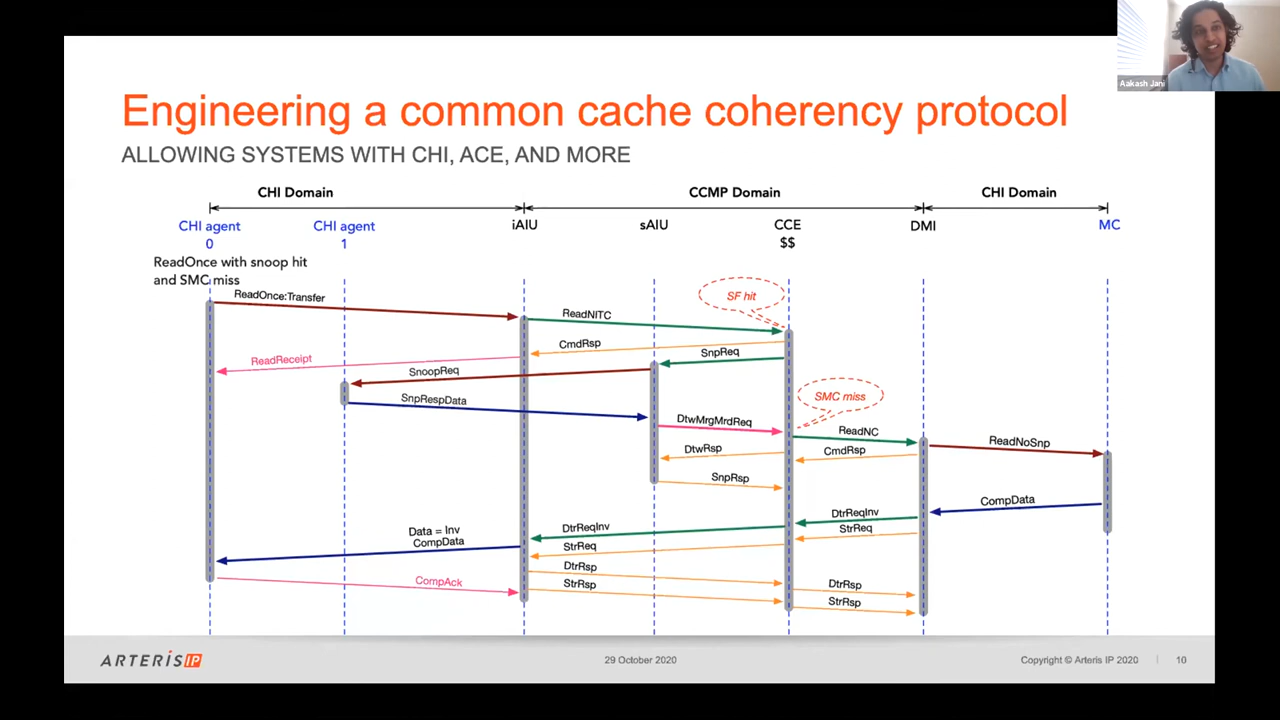 Aakash Jani
Engineering a common cache coherency protocol
ALLOWING SYSTEMS WITH CHI, ACE, AND MORE
CHI Domain
CCMP Domain
CHI Domain
CHI agent
0
CHI agent
1
iAIU
sAIU
CCE
$$
DMI
MC
ReadOnce with snoop hit
and SMC miss
ReadOnce:Transfer
SF hit
ReadNITC
CmdRsp
SnpReq
ReadReceipt
SnoopReq
SnpRespData
SMC miss
DtwMrgMrdReq
ReadNC
ReadNoSnp
DtwRsp
CmdRsp
SnpRsp
CompData
DtrReqInv
StrReq
DtrReqInv
StrReq
Data = Inv
CompData
DtrRsp
StrRsp
CompAck
DtrRsp
StrRsp
ARTERIS IP
29 October 2020
Copyright © Arteris IP 2020
10